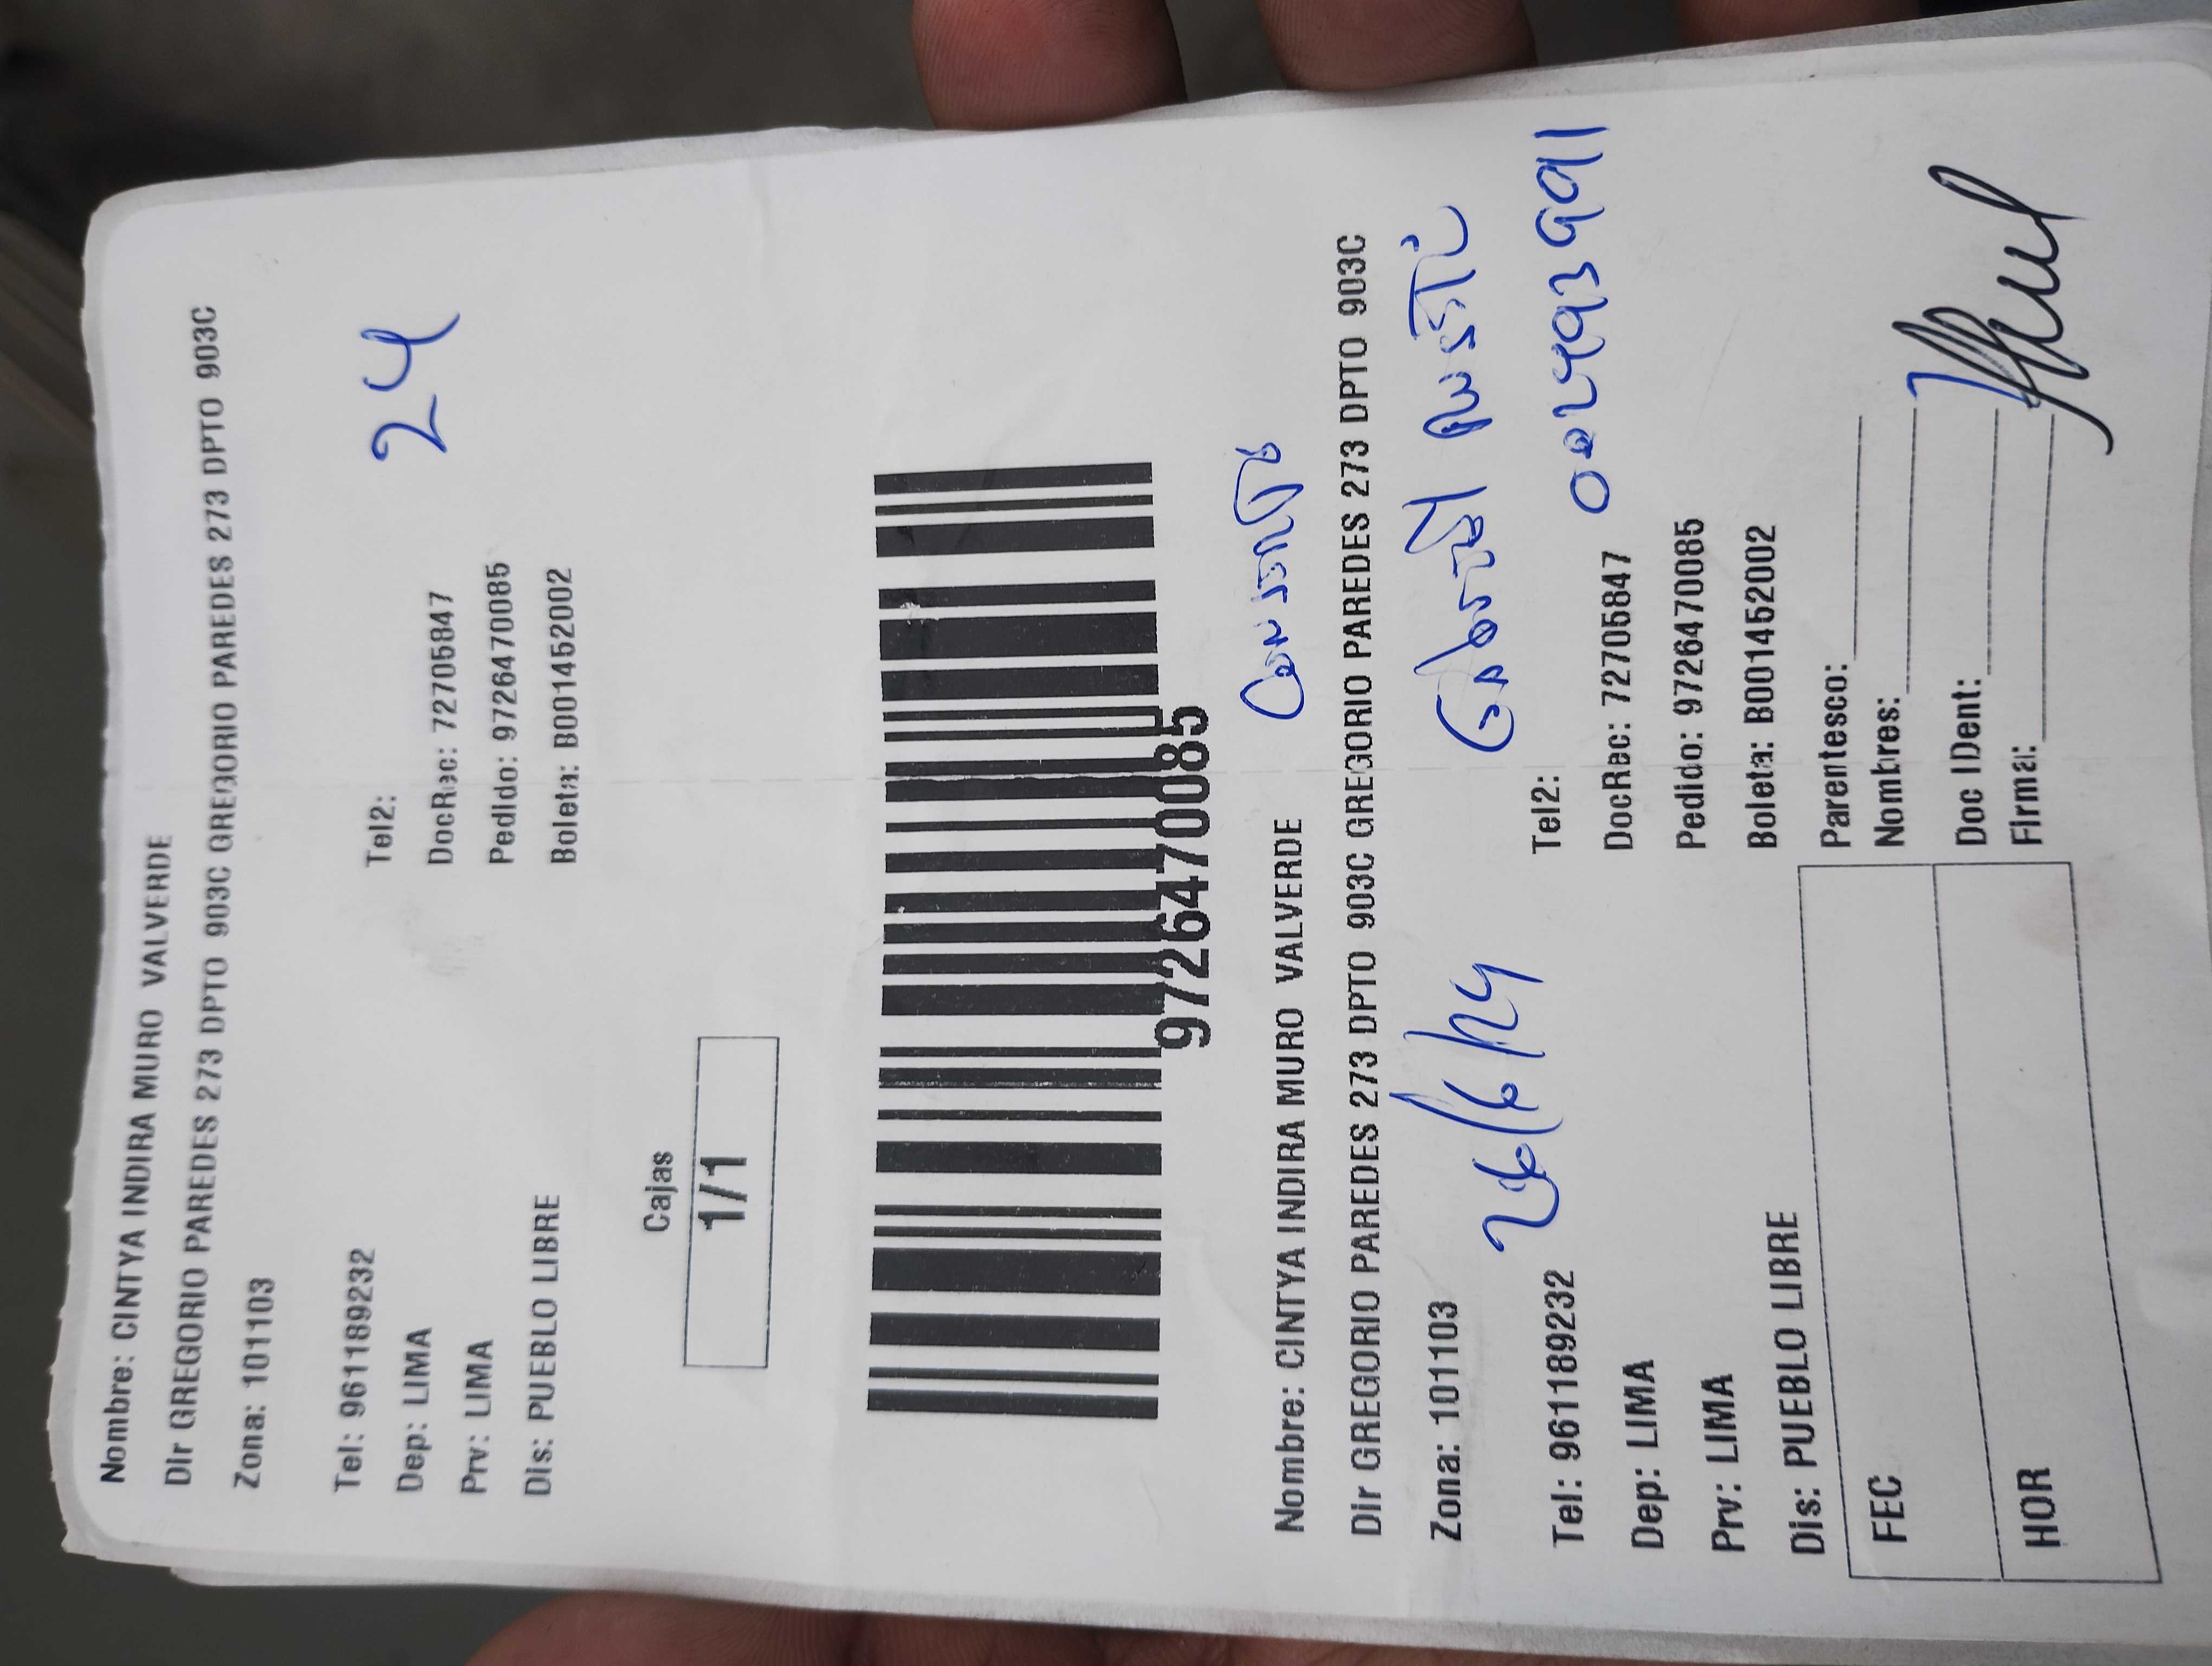 Nombre: CINTYA INDIRA MURO VALVERDE
Dir GREGORIO PAREDES 273 DPTO 903C GREGORIO PAREDES 273 DPTO 903C
Zona: 101103
Tel: 961189232 Tel2: 24
Dep: LIMA DocRec: 72705847
Prv: LIMA Pedido: 9726470085
Dis: PUEBLO LIBRE Boleta: B001452002
Cajas
1/1
9726470085
Nombre: CINTYA INDIRA MURO VALVERDE
Dir GREGORIO PAREDES 273 DPTO 903C GREGORIO PAREDES 273 DPTO 903C
Zona: 101103 26/6/24
Tel: 961189232 Tel2:
Dep: LIMA DocRec: 72705847
Prv: LIMA Pedido: 9726470085
Dis: PUEBLO LIBRE Boleta: B001452002
Parentesco:
FEC Nombres:
Doc IDent:
HOR Firma: